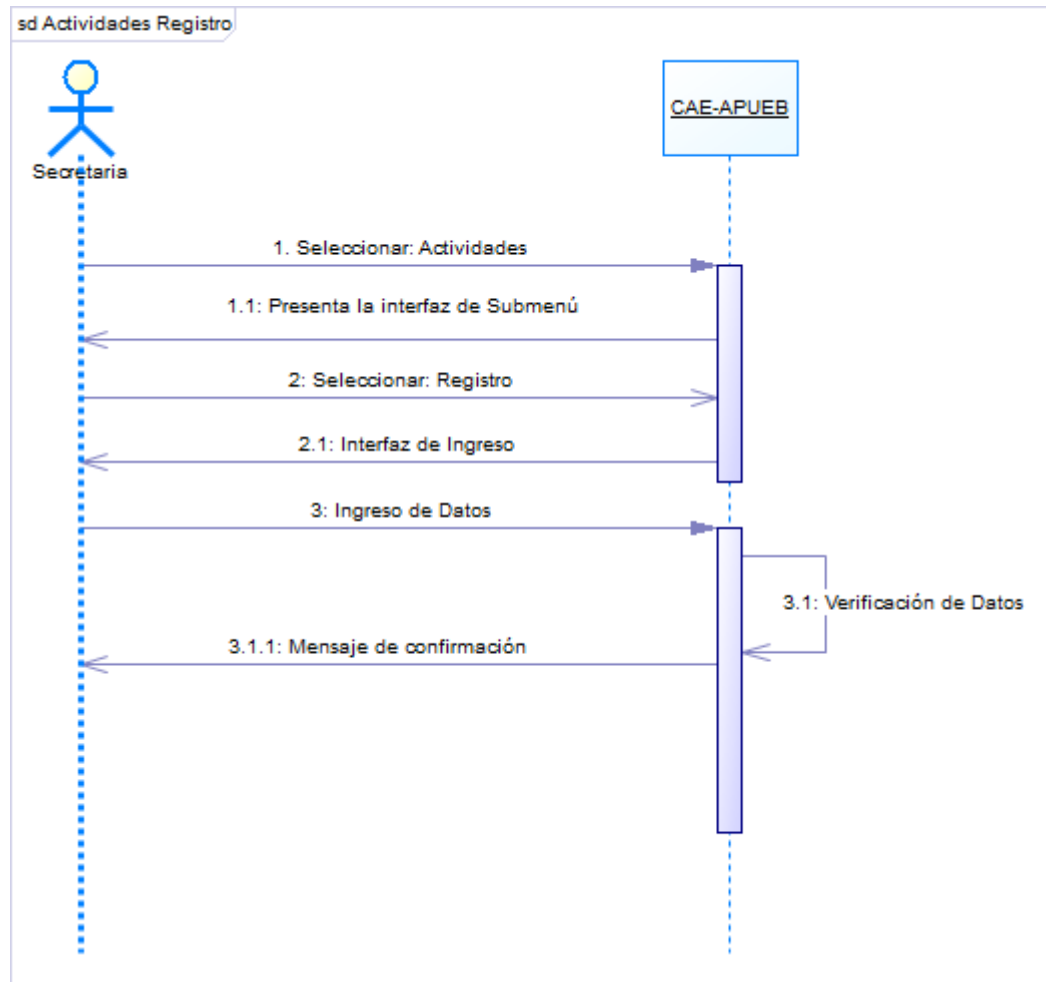 sd Actividades Registro
CAE-APUEB
Secretaria
1. Seleccionar: Actividades
1.1: Presenta la interfaz de Submenú
2: Seleccionar: Registro
2.1: Interfaz de Ingreso
3: Ingreso de Datos
3.1: Verificación de Datos
3.1.1: Mensaje de confirmación